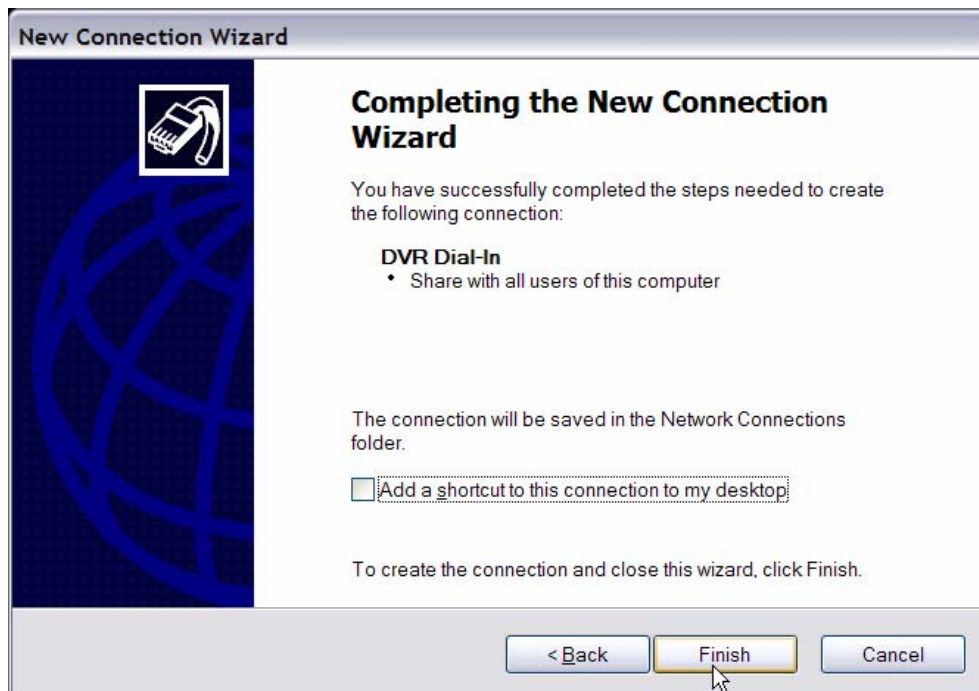 New Connection Wizard
Completing the New Connection
Wizard
You have successfully completed the steps needed to create
the following connection:
DVR Dial-In
• Share with all users of this computer
The connection will be saved in the Network Connections
folder.
Add a shortcut to this connection to my desktop
To create the connection and close this wizard, click Finish.
< Back Finish Cancel